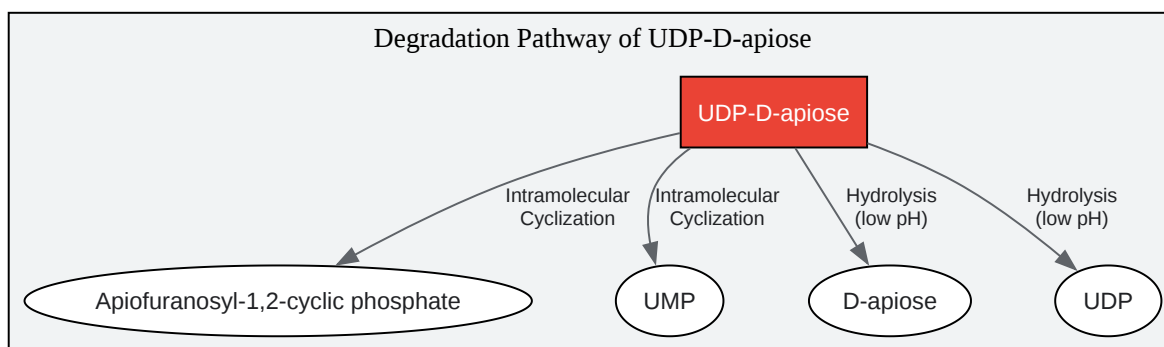 Degradation Pathway of UDP-D-apiose
UDP-D-apiose
Intramolecular
Cyclization
Intramolecular
Cyclization
Hydrolysis
(low pH)
Hydrolysis
(low pH)
Apiofuranosyl-1,2-cyclic phosphate
UMP
D-apiose
UDP